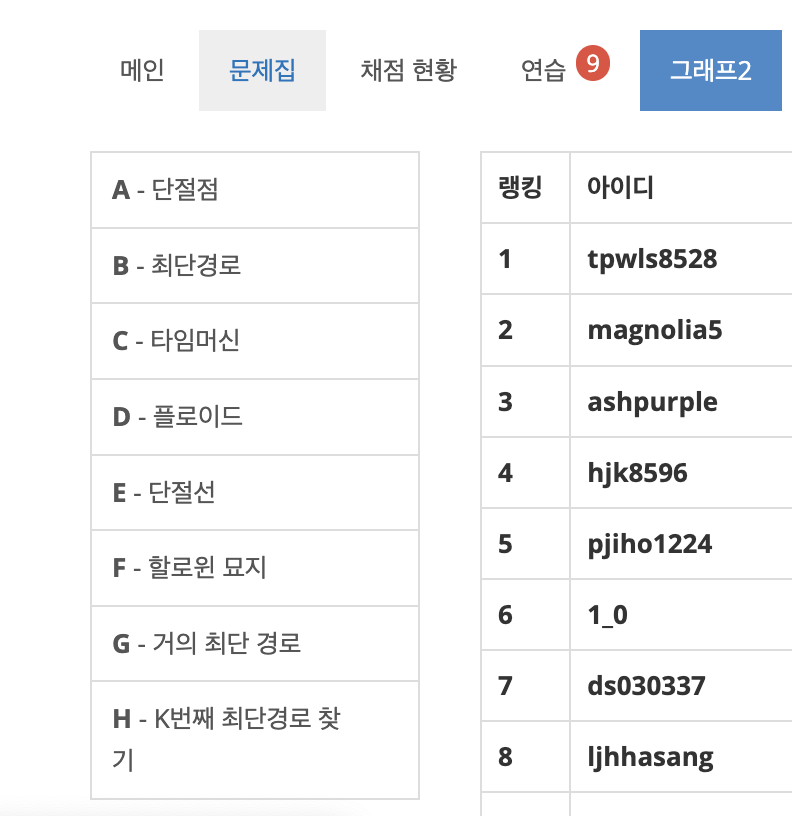 메인 문제집 채점 현황 연습 9 그래프2
A - 단절점
B - 최단경로
C - 타임머신
D - 플로이드
E - 단절선
F - 할로윈 묘지
G - 거의 최단 경로
H - K번째 최단경로 찾
기
랭킹 아이디
1 tpwls8528
2 magnolia5
3 ashpurple
4 hjk8596
5 pjiho1224
6 1_0
7 ds030337
8 ljhhasang